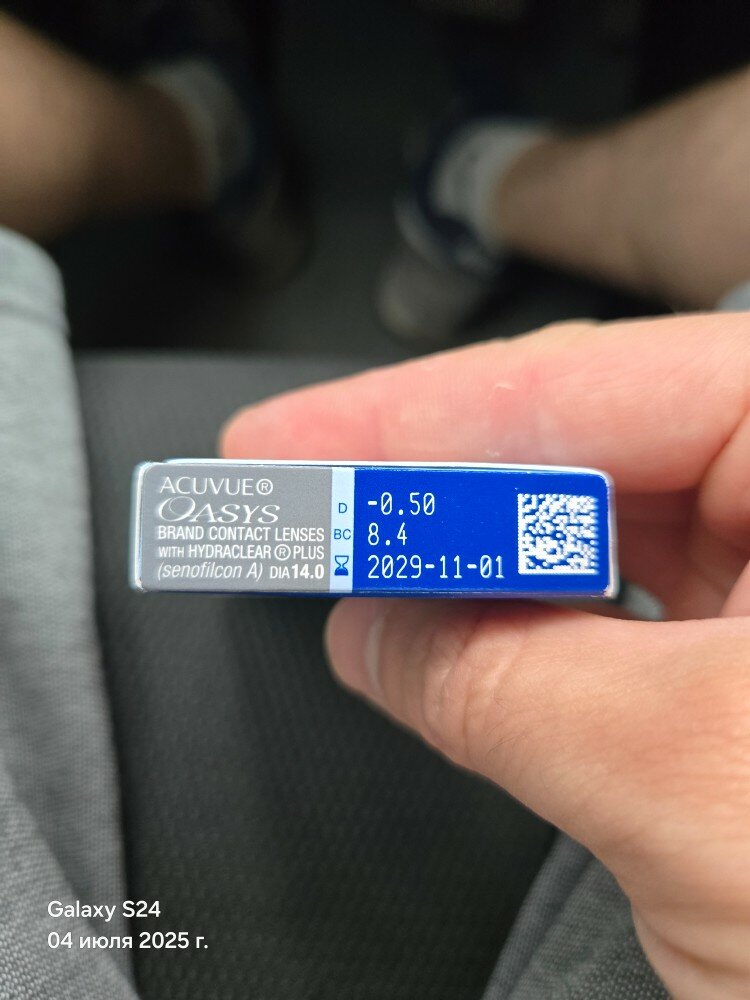 ACUVUE®
OASYS
BRAND CONTACT LENSES
WITH HYDRACLEAR ® PLUS
(senofilcon A) DIA 14.0
D -0.50
BC 8.4
2029-11-01
Galaxy S24
04 июля 2025 г.